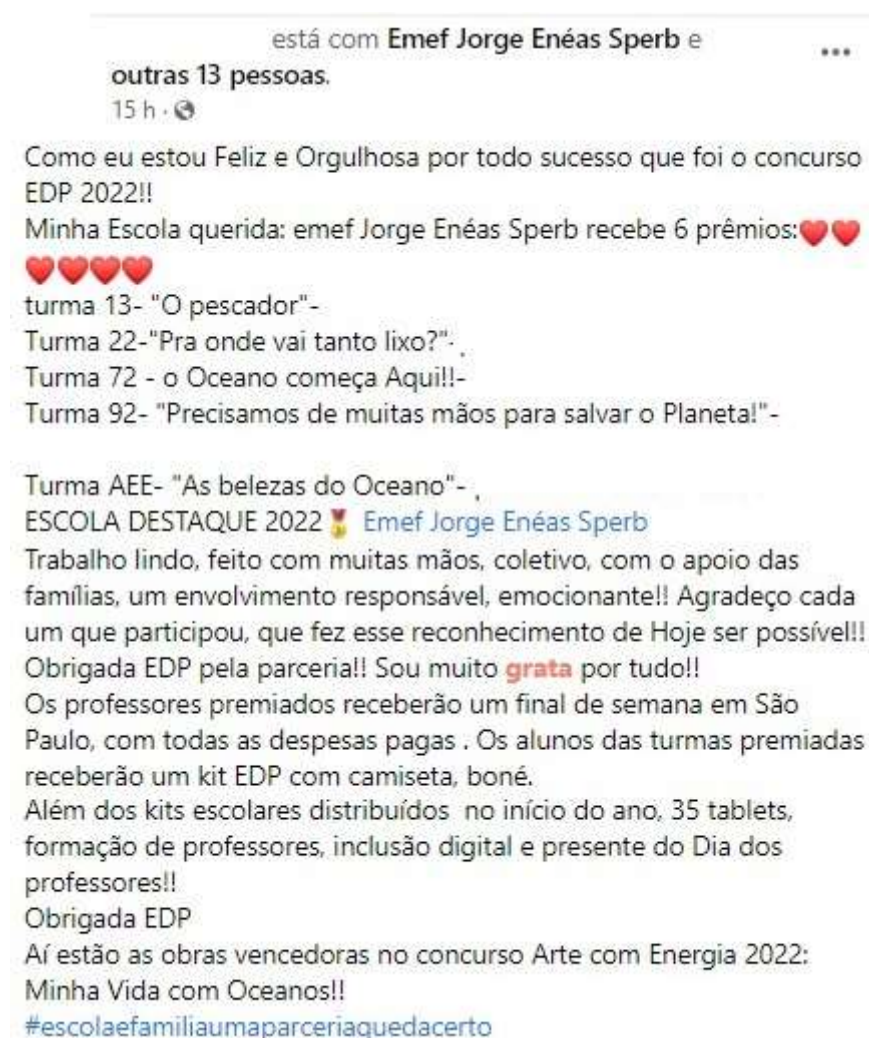 está com Emef Jorge Enéas Sperb e
outras 13 pessoas.
15 h ·
Como eu estou Feliz e Orgulhosa por todo sucesso que foi o concurso
EDP 2022!!
Minha Escola querida: emef Jorge Enéas Sperb recebe 6 prêmios:❤️❤️
❤️❤️❤️❤️
turma 13- "O pescador"-
Turma 22-"Pra onde vai tanto lixo?"-
Turma 72 - o Oceano começa Aqui!!-
Turma 92- "Precisamos de muitas mãos para salvar o Planeta!"-
Turma AEE- "As belezas do Oceano"-
ESCOLA DESTAQUE 2022🏅 Emef Jorge Enéas Sperb
Trabalho lindo, feito com muitas mãos, coletivo, com o apoio das
famílias, um envolvimento responsável, emocionante!! Agradeço cada
um que participou, que fez esse reconhecimento de Hoje ser possível!!
Obrigada EDP pela parceria!! Sou muito grata por tudo!!
Os professores premiados receberão um final de semana em São
Paulo, com todas as despesas pagas . Os alunos das turmas premiadas
receberão um kit EDP com camiseta, boné.
Além dos kits escolares distribuídos  no início do ano, 35 tablets,
formação de professores, inclusão digital e presente do Dia dos
professores!!
Obrigada EDP
Aí estão as obras vencedoras no concurso Arte com Energia 2022:
Minha Vida com Oceanos!!
#escolaefamiliaumaparceriaquedacerto